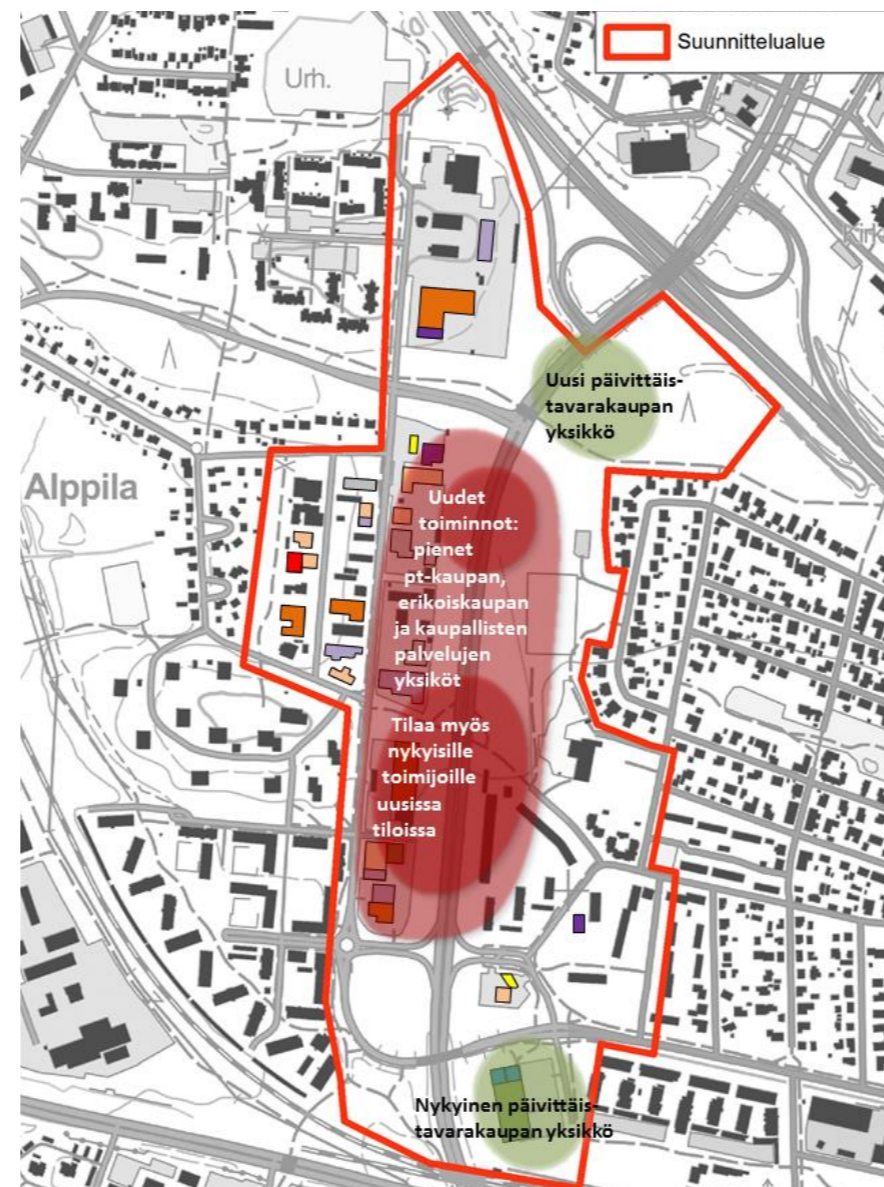 Suunnittelualue
Urh.
Uusi päivittäis-
tavarakaupan
yksikkö
Alppila
Uudet
toiminnot:
pienet
pt-kaupan,
erikoiskaupan
ja kaupallisten
palvelujen
yksiköt
Tilaa myös
nykyisille
toimijoille
uusissa
tiloissa
Nykyinen päivittäis-
tavarakaupan yksikkö